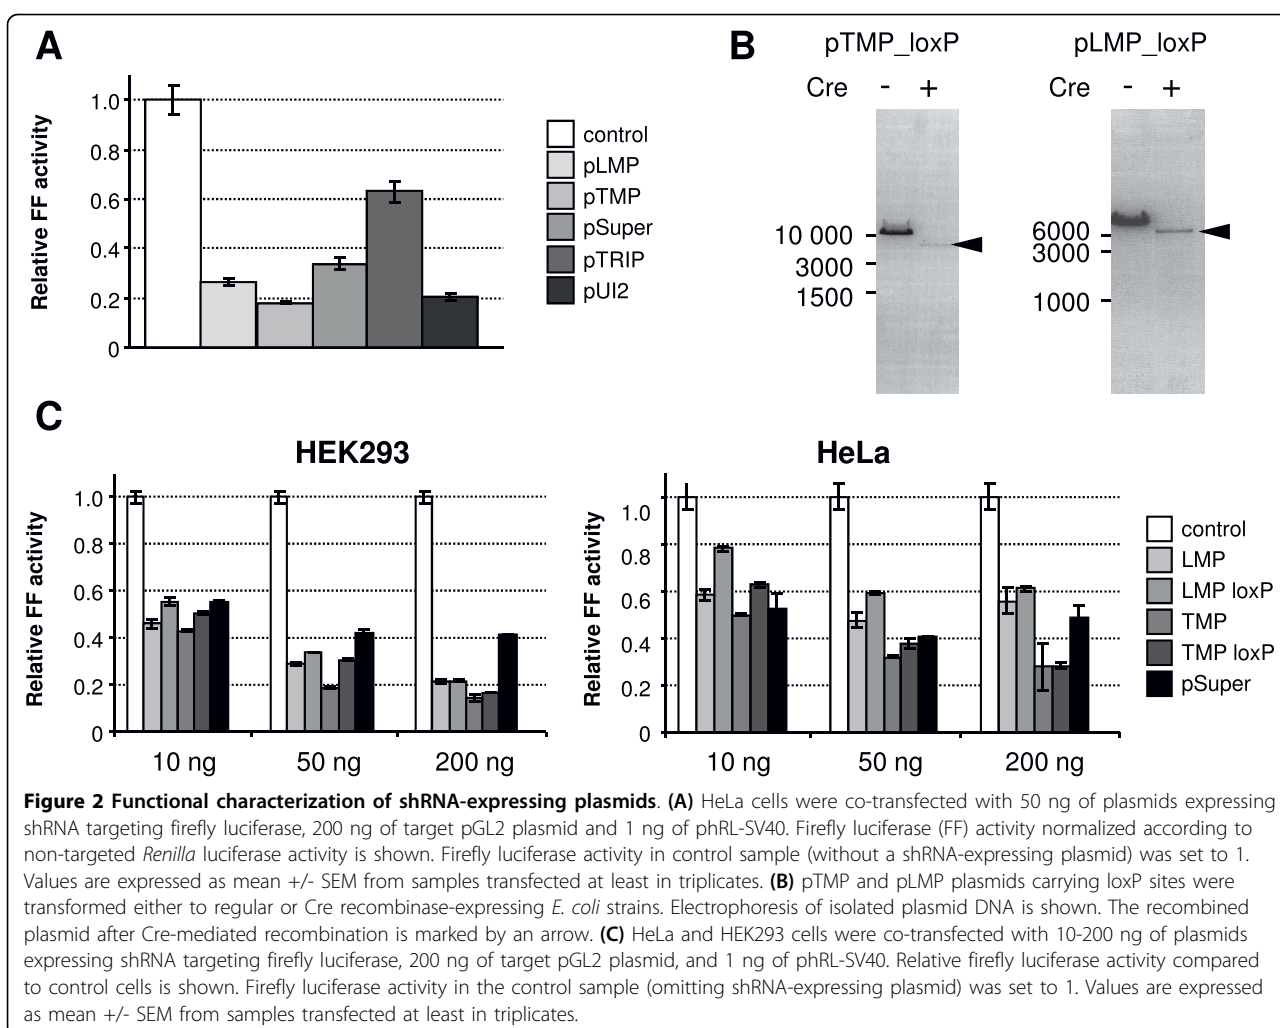 A
Relative FF activity
1.0
0.8
0.6
0.4
0.2
0
control
pLMP
pTMP
pSuper
pTRIP
pUI2
B
pTMP_loxP
Cre - +
10 000
3000
1500
pLMP_loxP
Cre - +
6000
3000
1000
C
HEK293
Relative FF activity
1.0
0.8
0.6
0.4
0.2
0
10 ng 50 ng 200 ng
HeLa
Relative FF activity
1.0
0.8
0.6
0.4
0.2
0
10 ng 50 ng 200 ng
control
LMP
LMP loxP
TMP
TMP loxP
pSuper
Figure 2 Functional characterization of shRNA-expressing plasmids. (A) HeLa cells were co-transfected with 50 ng of plasmids expressing
shRNA targeting firefly luciferase, 200 ng of target pGL2 plasmid and 1 ng of phRL-SV40. Firefly luciferase (FF) activity normalized according to
non-targeted Renilla luciferase activity is shown. Firefly luciferase activity in control sample (without a shRNA-expressing plasmid) was set to 1.
Values are expressed as mean +/- SEM from samples transfected at least in triplicates. (B) pTMP and pLMP plasmids carrying loxP sites were
transformed either to regular or Cre recombinase-expressing E. coli strains. Electrophoresis of isolated plasmid DNA is shown. The recombined
plasmid after Cre-mediated recombination is marked by an arrow. (C) HeLa and HEK293 cells were co-transfected with 10-200 ng of plasmids
expressing shRNA targeting firefly luciferase, 200 ng of target pGL2 plasmid, and 1 ng of phRL-SV40. Relative firefly luciferase activity compared
to control cells is shown. Firefly luciferase activity in the control sample (omitting shRNA-expressing plasmid) was set to 1. Values are expressed
as mean +/- SEM from samples transfected at least in triplicates.